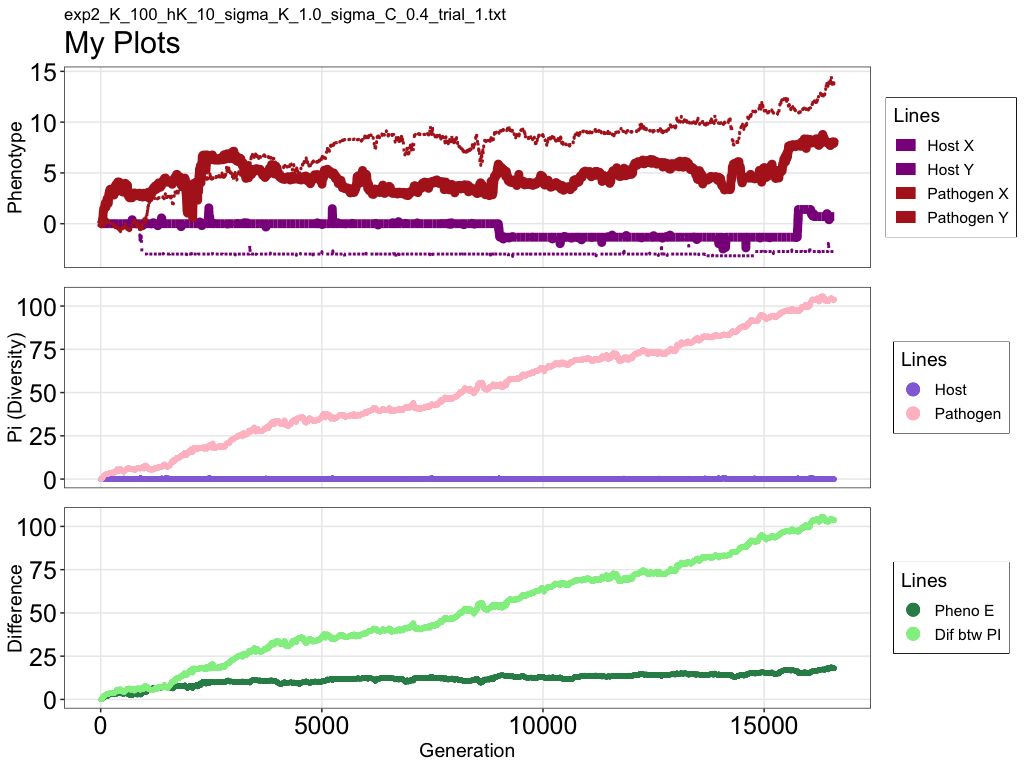 exp2_K_100_hK_10_sigma_K_1.0_sigma_C_0.4_trial_1.txt
My Plots
Phenotype
15
10
5
0
Lines
Host X
Host Y
Pathogen X
Pathogen Y
Pi (Diversity)
100
75
50
25
0
Lines
Host
Pathogen
Difference
100
75
50
25
0
Lines
Pheno E
Dif btw PI
0 5000 10000 15000
Generation